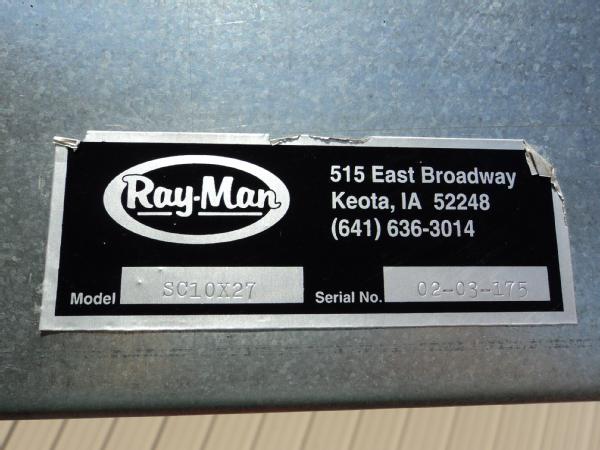 Ray-Man
515 East Broadway
Keota, IA 52248
(641) 636-3014
Model SC10X27 Serial No. 02-03-175